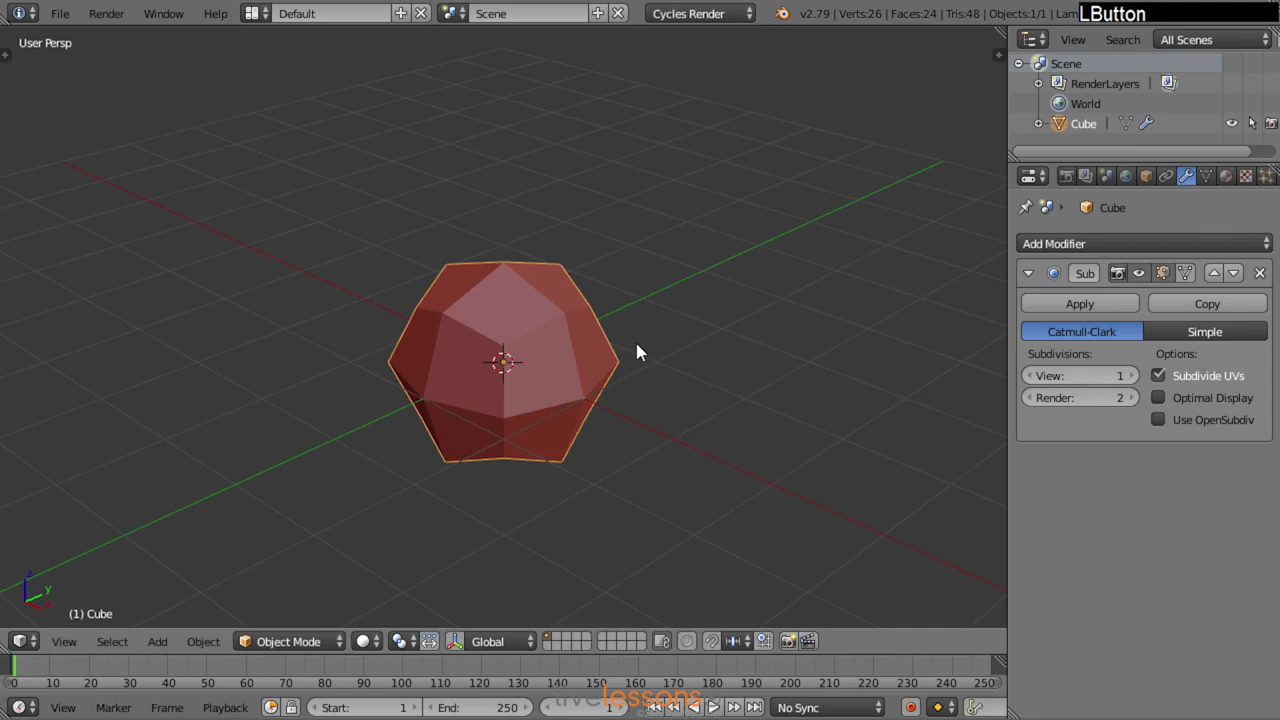 File Render Window Help Default Scene Cycles Render v2.79 | Verts:26 | Faces:24 | Tris:48 | Objects:1/1 | Lam
LButton
User Persp
View Search All Scenes
Scene
RenderLayers
World
Cube
Cube
Add Modifier
Sub
Apply Copy
Catmull-Clark Simple
Subdivisions: Options:
View: 1 Subdivide UVs
Render: 2 Optimal Display
Use OpenSubdiv
z
y
x
(1) Cube
View Select Add Object Object Mode Global
0 10 20 30 40 50 60 70 80 90 100 110 120 130 140 150 160 170 180 190 200 210 220 230 240 250
View Marker Frame Playback Start: 1 End: 250 1 No Sync
livelessons